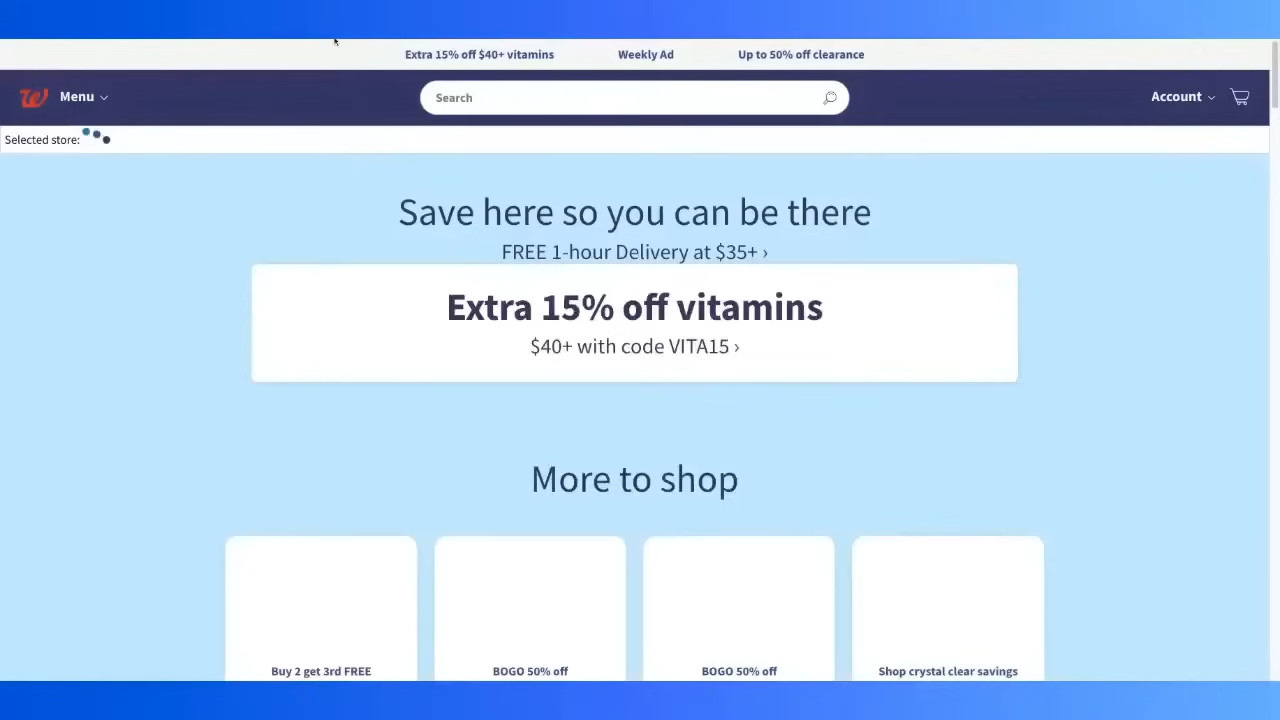 Extra 15% off $40+ vitamins Weekly Ad Up to 50% off clearance
Menu Search Account
Selected store:
Save here so you can be there
FREE 1-hour Delivery at $35+ ›
Extra 15% off vitamins
$40+ with code VITA15 ›
More to shop
Buy 2 get 3rd FREE BOGO 50% off BOGO 50% off Shop crystal clear savings